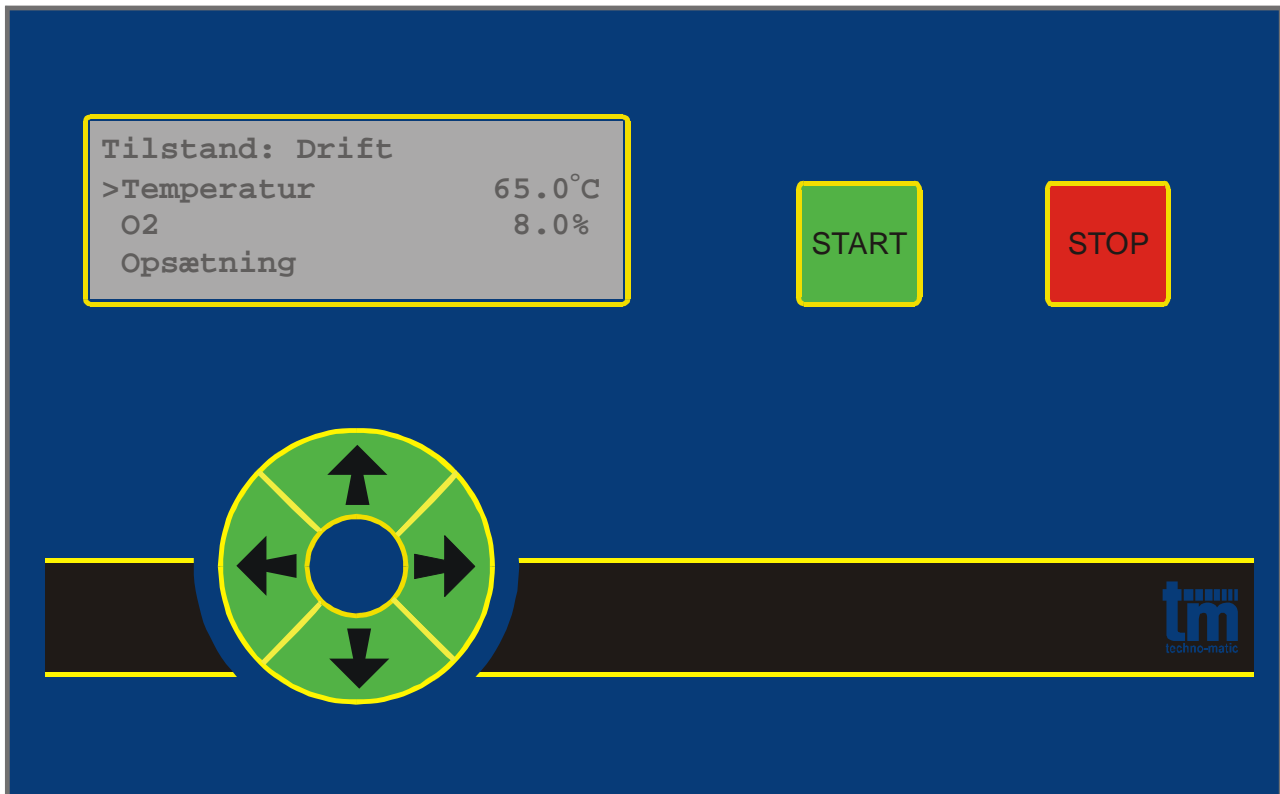 Tilstand: Drift
>Temperatur 65.0°C
O2 8.0%
Opsætning
START
STOP
tm
techno-matic